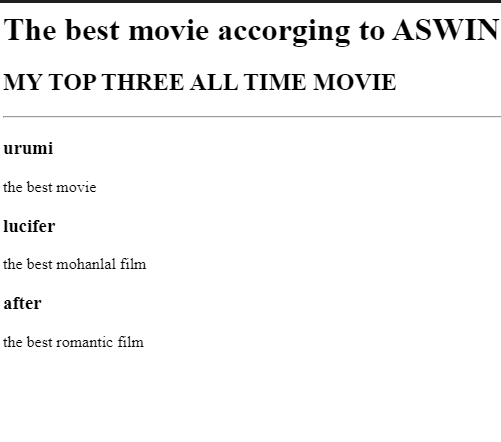 The best movie accorging to ASWIN
MY TOP THREE ALL TIME MOVIE
urumi
the best movie
lucifer
the best mohanlal film
after
the best romantic film